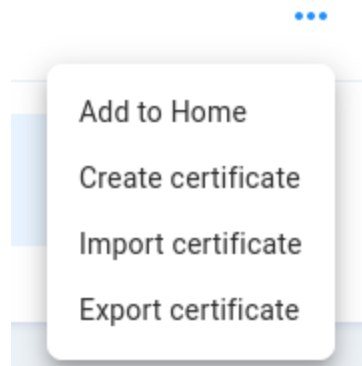 Add to Home
Create certificate
Import certificate
Export certificate